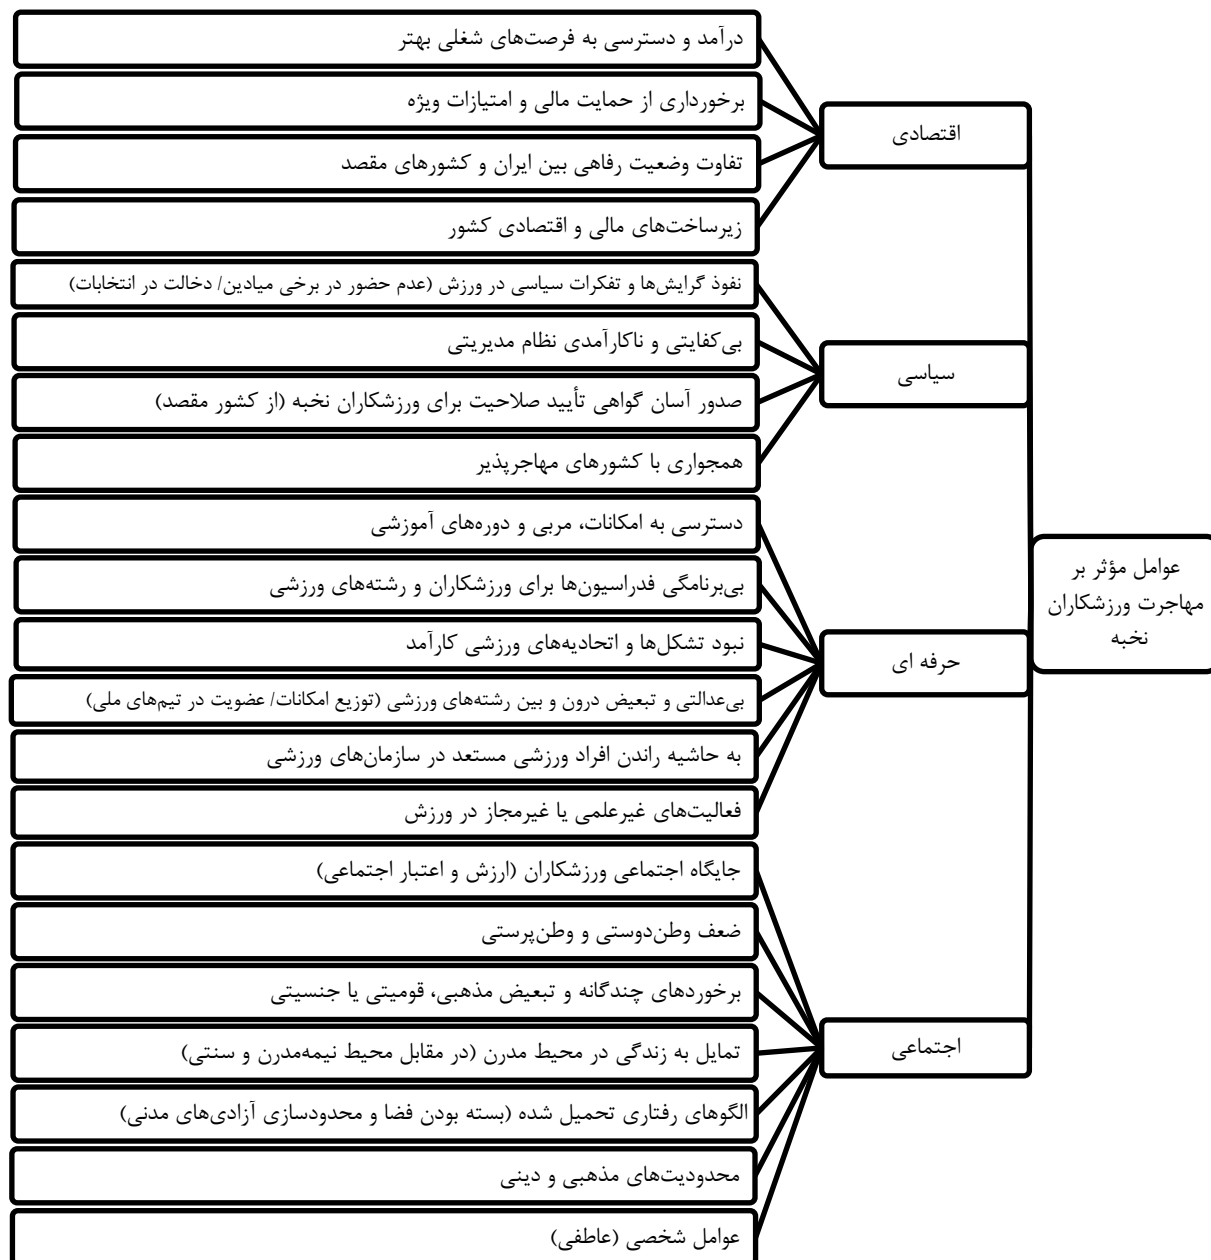 عوامل مؤثر بر
مهاجرت ورزشکاران
نخبه
اقتصادی
درآمد و دسترسی به فرصت‌های شغلی بهتر
برخورداری از حمایت مالی و امتیازات ویژه
تفاوت وضعیت رفاهی بین ایران و کشورهای مقصد
زیرساخت‌های مالی و اقتصادی کشور
سیاسی
نفوذ گرایش‌ها و تفکرات سیاسی در ورزش (عدم حضور در برخی میادین/ دخالت در انتخابات)
بی‌کفایتی و ناکارآمدی نظام مدیریتی
صدور آسان گواهی تأیید صلاحیت برای ورزشکاران نخبه (از کشور مقصد)
همجواری با کشورهای مهاجرپذیر
حرفه ای
دسترسی به امکانات، مربی و دوره‌های آموزشی
بی‌برنامگی فدراسیون‌ها برای ورزشکاران و رشته‌های ورزشی
نبود تشکل‌ها و اتحادیه‌های ورزشی کارآمد
بی‌عدالتی و تبعیض درون و بین رشته‌های ورزشی (توزیع امکانات/ عضویت در تیم‌های ملی)
به حاشیه راندن افراد ورزشی مستعد در سازمان‌های ورزشی
فعالیت‌های غیرعلمی یا غیرمجاز در ورزش
اجتماعی
جایگاه اجتماعی ورزشکاران (ارزش و اعتبار اجتماعی)
ضعف وطن‌دوستی و وطن‌پرستی
برخوردهای چندگانه و تبعیض مذهبی، قومیتی یا جنسیتی
تمایل به زندگی در محیط مدرن (در مقابل محیط نیمه‌مدرن و سنتی)
الگوهای رفتاری تحمیل شده (بسته بودن فضا و محدودسازی آزادی‌های مدنی)
محدودیت‌های مذهبی و دینی
عوامل شخصی (عاطفی)